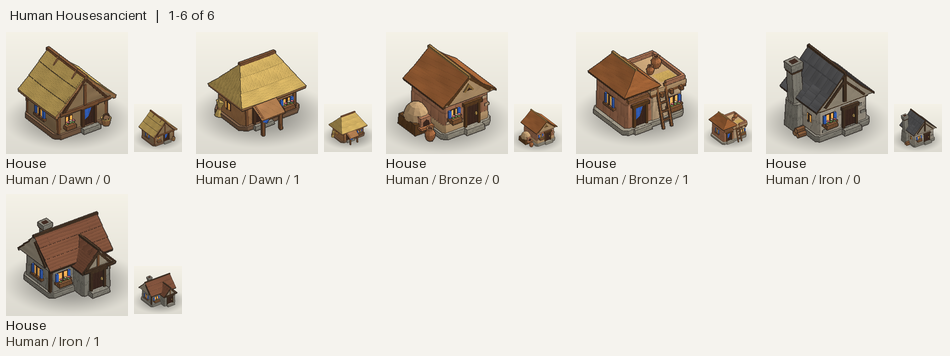 Human Housesancient | 1-6 of 6
House
Human / Dawn / 0
House
Human / Dawn / 1
House
Human / Bronze / 0
House
Human / Bronze / 1
House
Human / Iron / 0
House
Human / Iron / 1